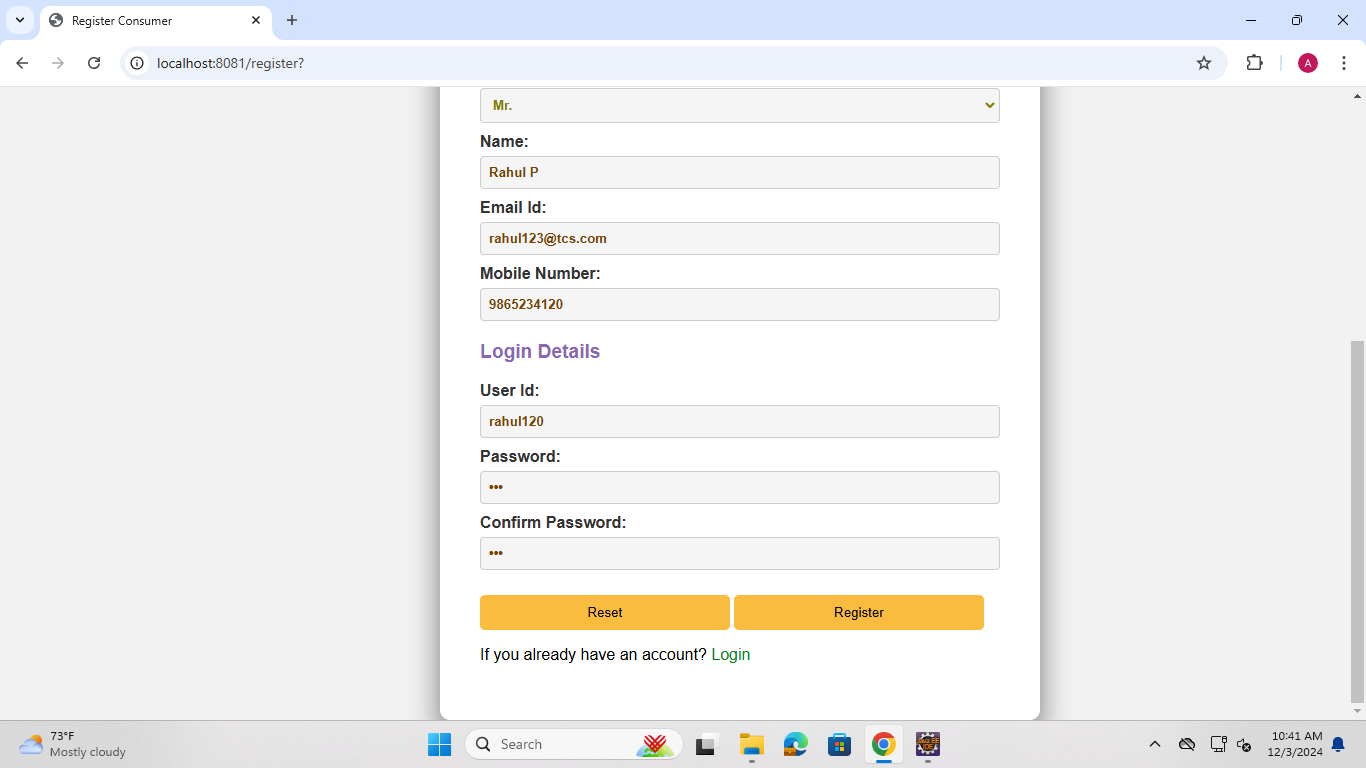 Register Consumer
localhost:8081/register?
A
Mr.
Name:
Rahul P
Email Id:
rahul123@tcs.com
Mobile Number:
9865234120
Login Details
User Id:
rahul120
Password:
•••
Confirm Password:
•••
Reset Register
If you already have an account? Login
73°F
Mostly cloudy
Search
10:41 AM
12/3/2024